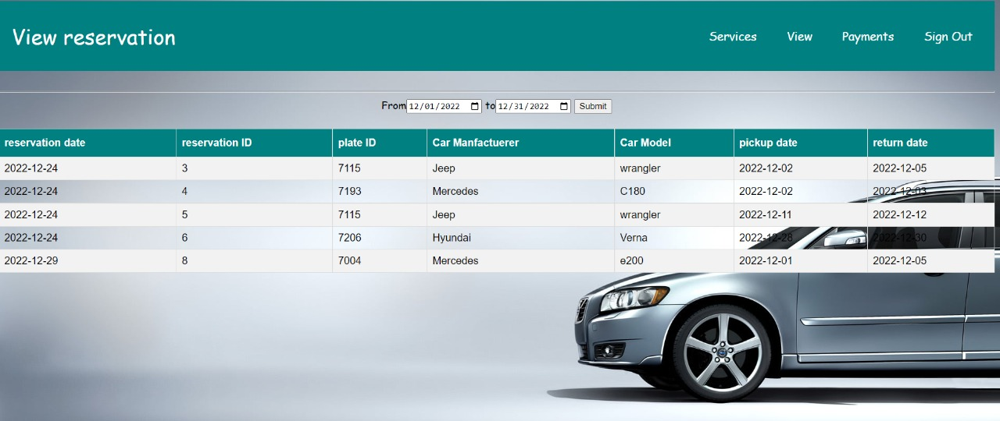 View reservation Services View Payments Sign Out
From 12/01/2022 to 12/31/2022 Submit
reservation date reservation ID plate ID Car Manfactuerer Car Model pickup date return date
2022-12-24 3 7115 Jeep wrangler 2022-12-02 2022-12-05
2022-12-24 4 7193 Mercedes C180 2022-12-02 2022-12-03
2022-12-24 5 7115 Jeep wrangler 2022-12-11 2022-12-12
2022-12-24 6 7206 Hyundai Verna 2022-12-28 2022-12-30
2022-12-29 8 7004 Mercedes e200 2022-12-01 2022-12-05